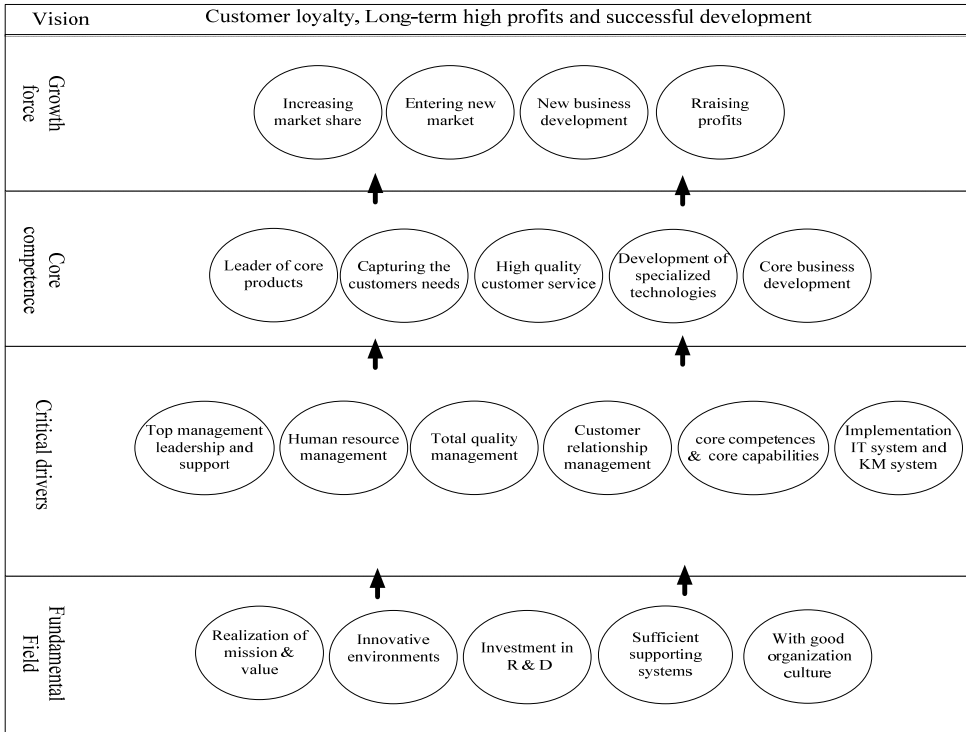 Vision
Customer loyalty, Long-term high profits and successful development
Growth
force
Increasing
market share
Entering new
market
New business
development
Rraising
profits
Core
competence
Leader of core
products
Capturing the
customers needs
High quality
customer service
Development of
specialized
technologies
Core business
development
Critical drivers
Top management
leadership and
support
Human resource
management
Total quality
management
Customer
relationship
management
core competences
& core capabilities
Implementation
IT system and
KM system
Fundamental
Field
Realization of
mission &
value
Innovative
environments
Investment in
R & D
Sufficient
supporting
systems
With good
organization
culture